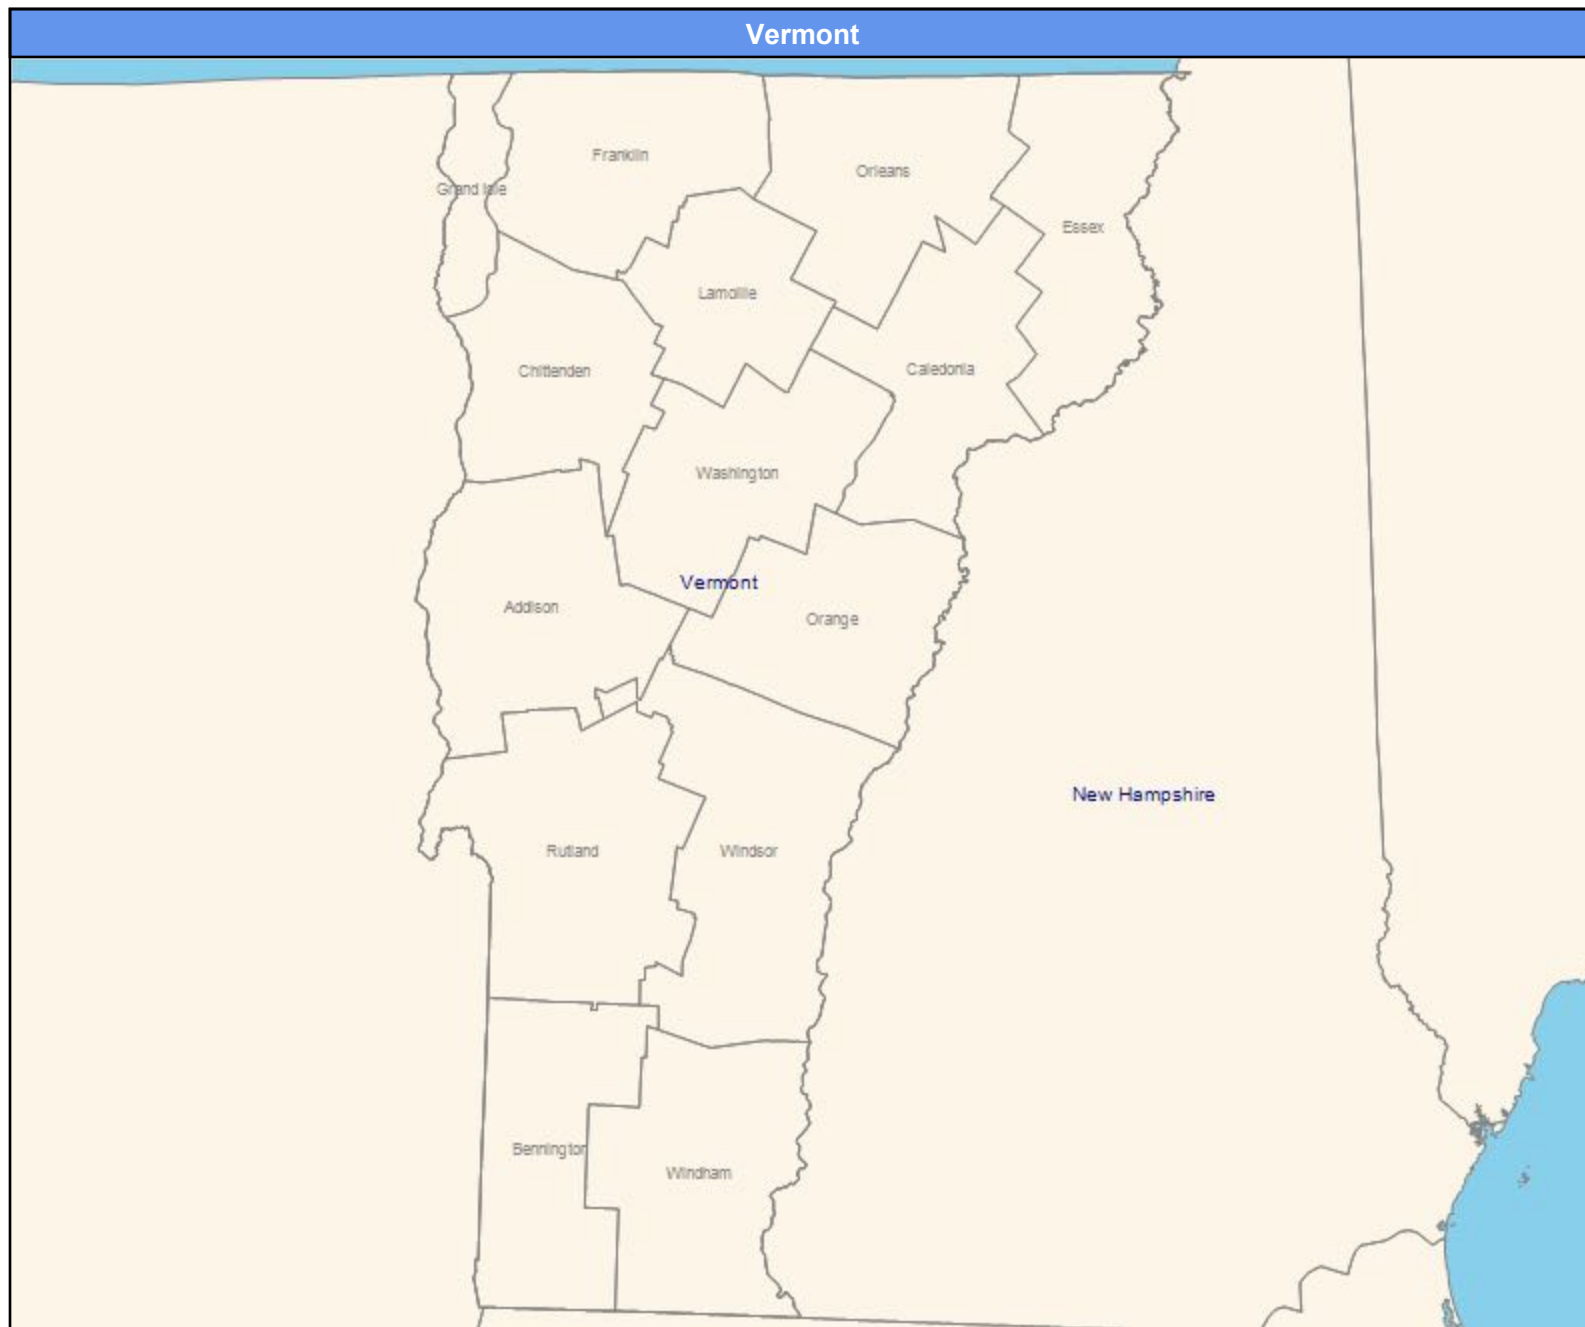 Vermont
Franklin
Orleans
Grand Isle
Essex
Lamoille
Chittenden
Caledonia
Washington
Vermont
Addison
Orange
New Hampshire
Rutland
Windsor
Bennington
Windham